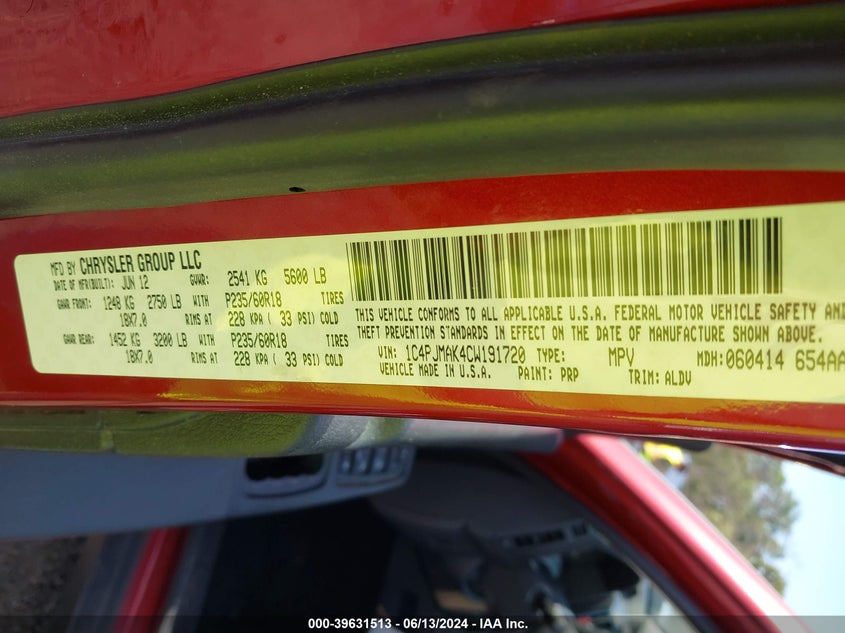 MFD BY CHRYSLER GROUP LLC
DATE OF MFR(BUILT): JUN 12 GVWR: 2541 KG 5600 LB
GAWR FRONT: 1248 KG 2750 LB WITH P235/60R18 TIRES
18X7.0 RIMS AT 228 KPA ( 33 PSI) COLD
GAWR REAR: 1452 KG 3200 LB WITH P235/60R18 TIRES
18X7.0 RIMS AT 228 KPA ( 33 PSI) COLD
THIS VEHICLE CONFORMS TO ALL APPLICABLE U.S.A. FEDERAL MOTOR VEHICLE SAFETY AND
THEFT PREVENTION STANDARDS IN EFFECT ON THE DATE OF MANUFACTURE SHOWN ABOVE.
VIN: 1C4PJMAK4CW191720 TYPE: MPV MDH:060414 654AA
VEHICLE MADE IN U.S.A. PAINT: PRP TRIM: ALDV
000-39631513 - 06/13/2024 - IAA Inc.